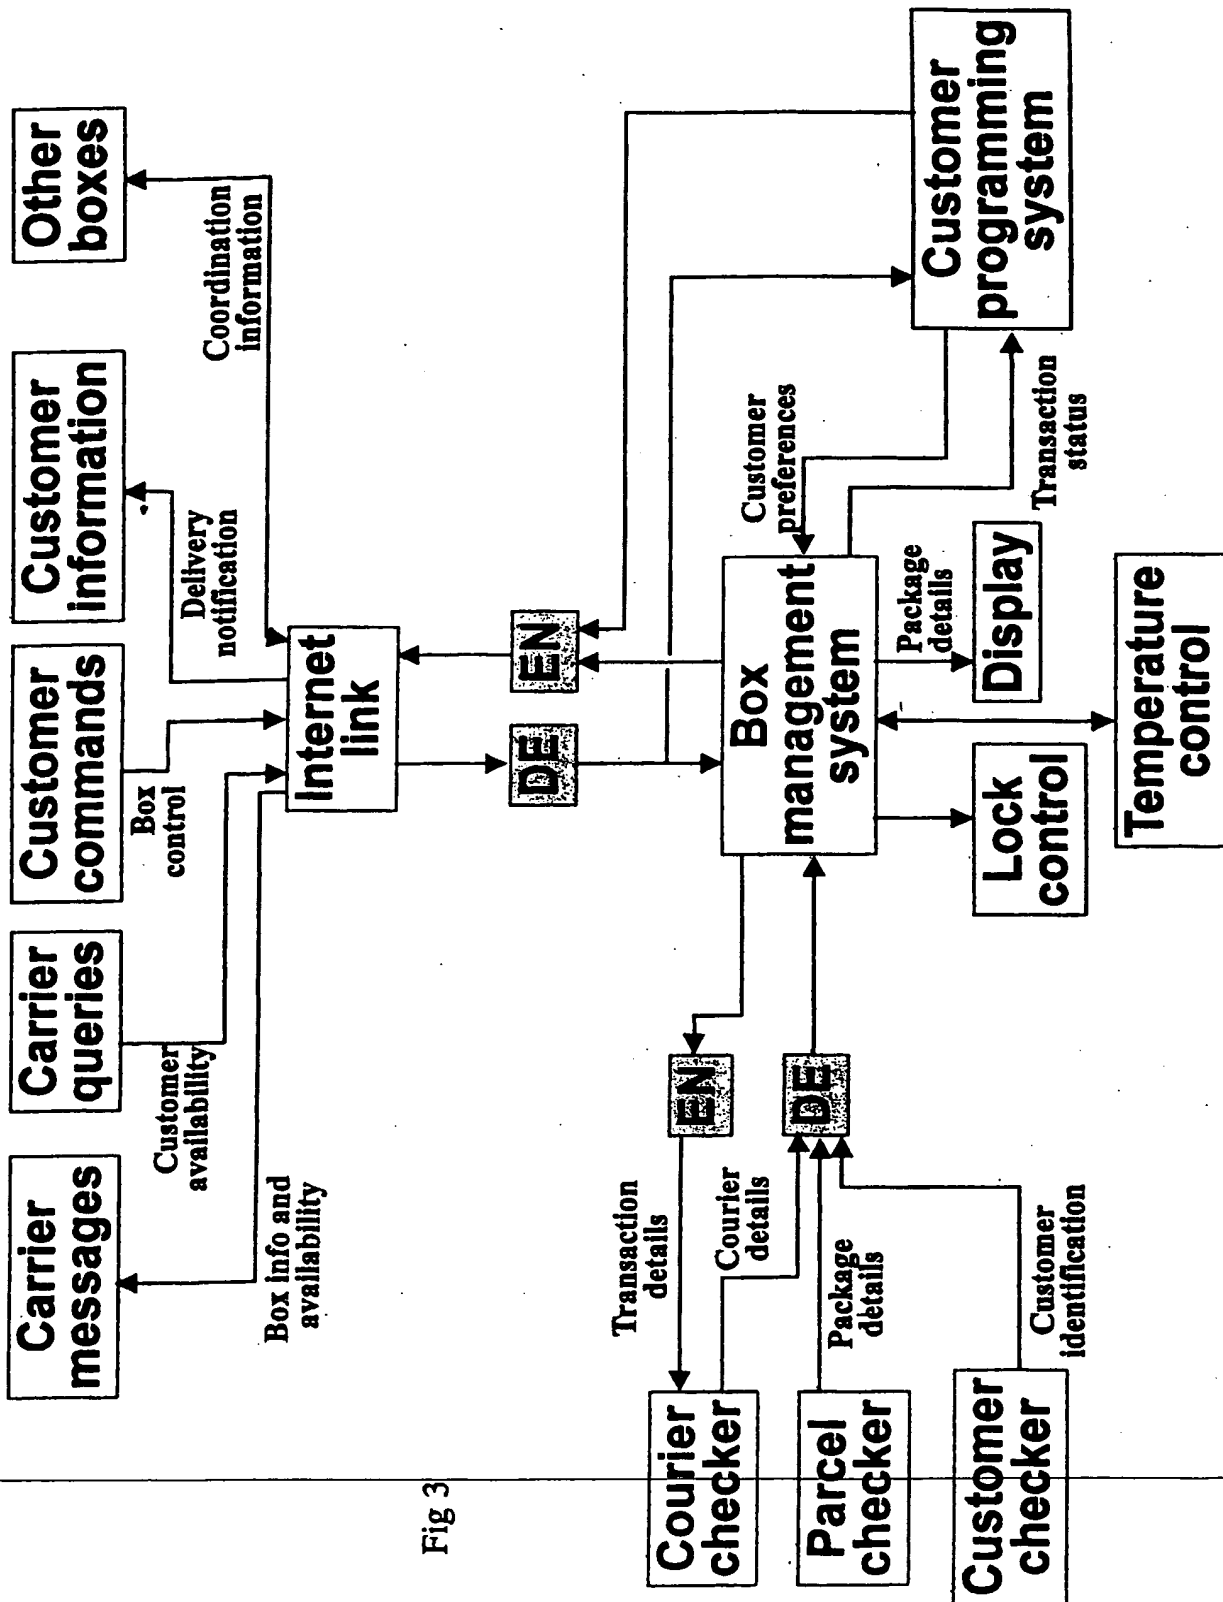 Carrier
messages
Carrier
queries
Customer
commands
Customer
information
Other
boxes
Box info and
availability
Customer
availability
Box
control
Delivery
notification
Coordination
information
Internet
link
DE
EN
Fig 3
Courier
checker
Parcel
checker
Customer
checker
Transaction
details
Courier
details
Package
details
Customer
identification
EN
DE
Box
management
system
Customer
preferences
Transaction
status
Package
details
Lock
control
Display
Temperature
control
Customer
programming
system